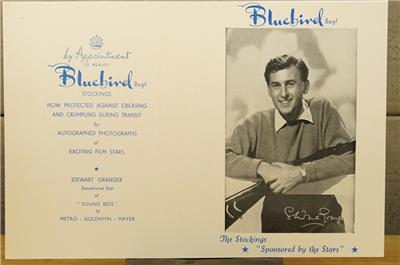 by Appointment
TO BEAUTY
Bluebird Regd
STOCKINGS
NOW PROTECTED AGAINST CREASING
AND CRUMPLING DURING TRANSIT
by
AUTOGRAPHED PHOTOGRAPHS
of
EXCITING FILM STARS
STEWART GRANGER
Sensational Star
of
"YOUNG BESS"
by
METRO - GOLDWYN - MAYER
Bluebird Regd
The Stockings
"Sponsored by the Stars"